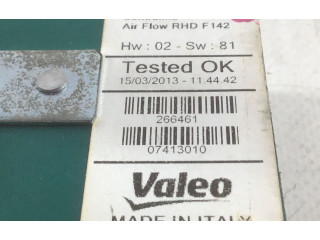 Air Flow RHD F142
Hw : 02 - Sw : 81
Tested OK
15/03/2013 - 11.44.42
266461
07413010
Valeo
MADE IN ITALY